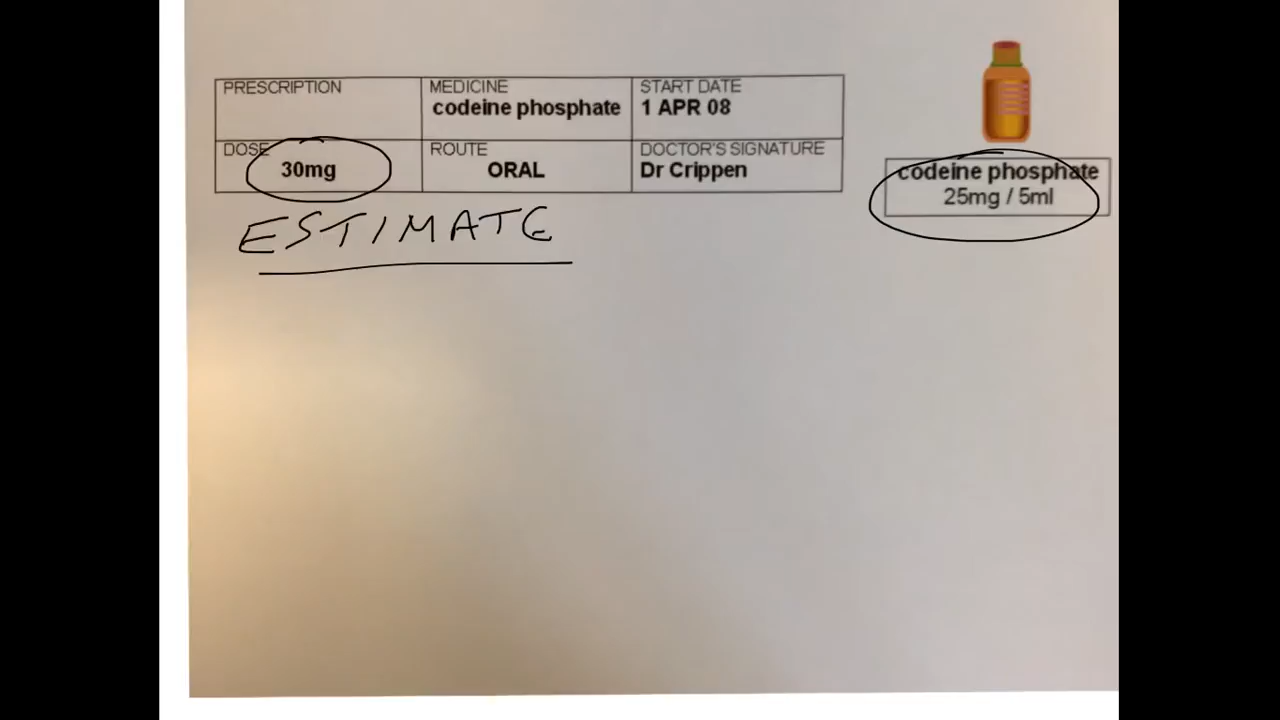 PRESCRIPTION
MEDICINE
codeine phosphate
START DATE
1 APR 08
DOSE
30mg
ROUTE
ORAL
DOCTOR'S SIGNATURE
Dr Crippen
codeine phosphate
25mg / 5ml
ESTIMATE